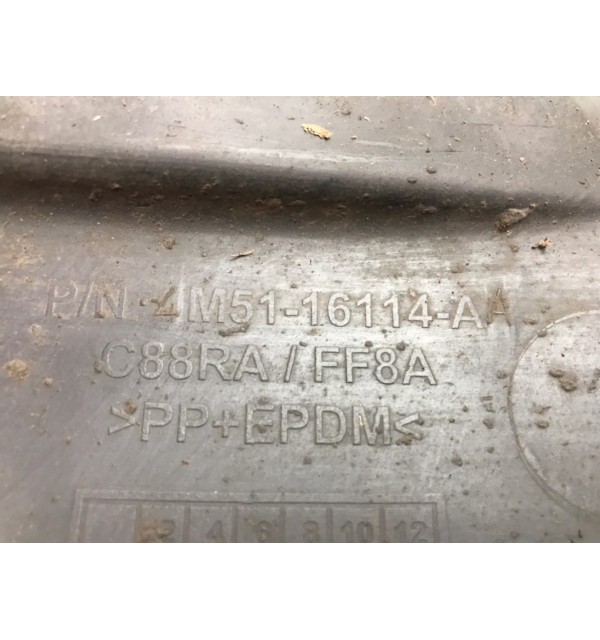 P/N 4M51-16114-AA
C88RA / FF8A
>PP+EPDM<
2 4 6 8 10 12